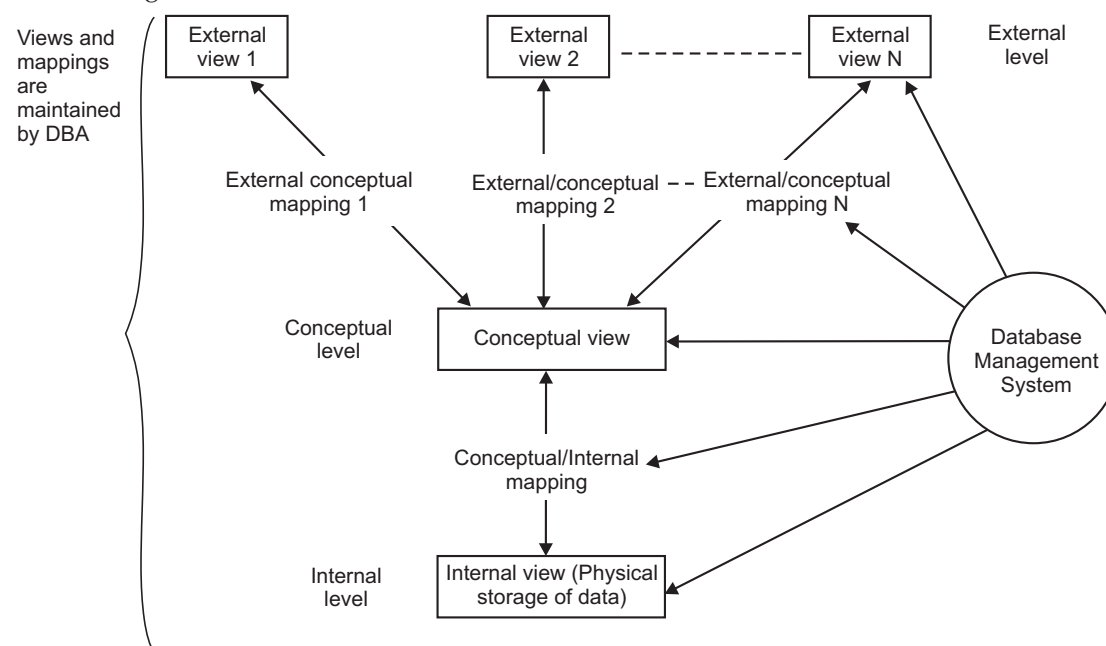 Views and
mappings
are
maintained
by DBA
External
view 1
External
view 2
External
view N
External
level
External conceptual
mapping 1
External/conceptual
mapping 2
External/conceptual
mapping N
Conceptual
level
Conceptual view
Database
Management
System
Conceptual/Internal
mapping
Internal
level
Internal view (Physical
storage of data)